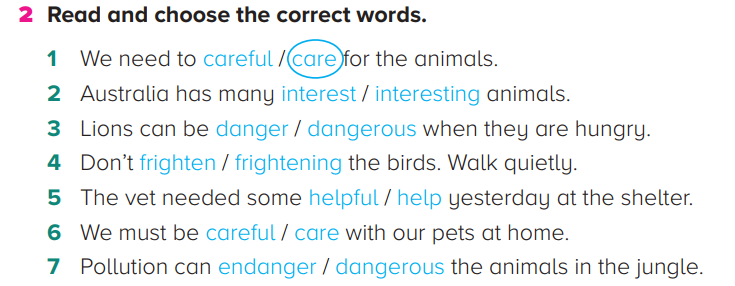 2 Read and choose the correct words.
1 We need to careful / care for the animals.
2 Australia has many interest / interesting animals.
3 Lions can be danger / dangerous when they are hungry.
4 Don’t frighten / frightening the birds. Walk quietly.
5 The vet needed some helpful / help yesterday at the shelter.
6 We must be careful / care with our pets at home.
7 Pollution can endanger / dangerous the animals in the jungle.